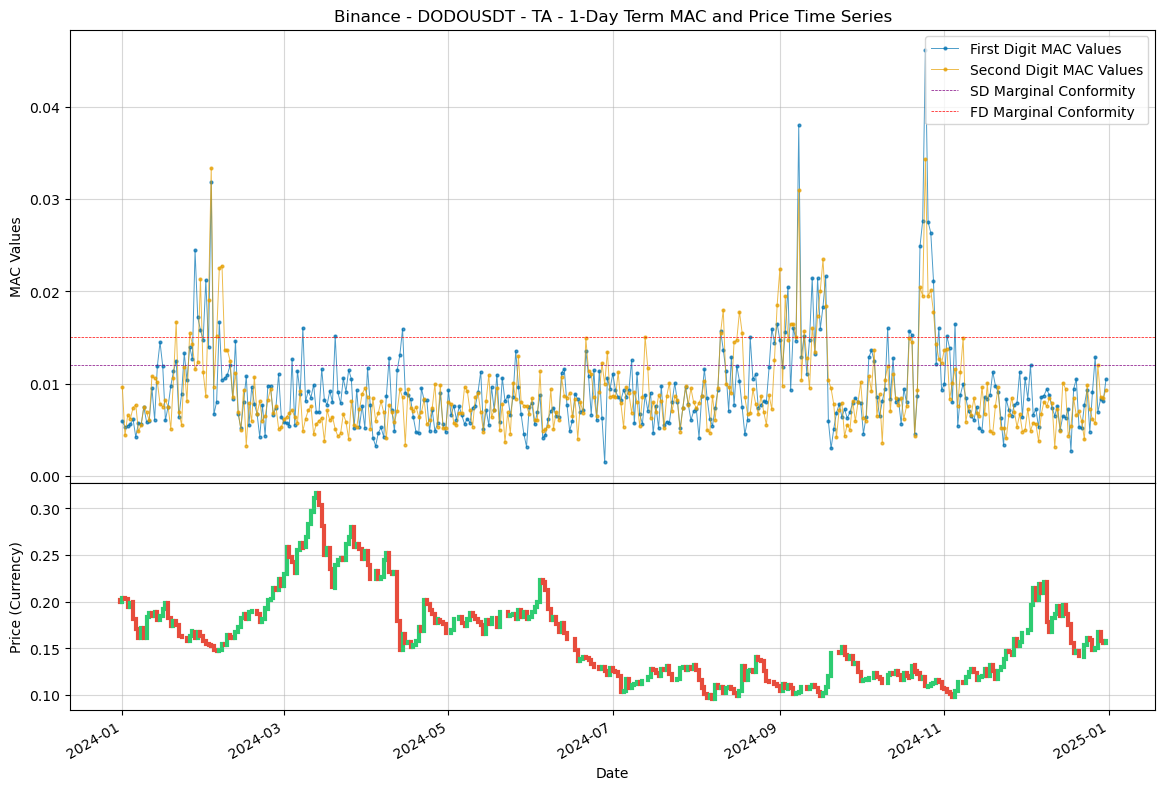 Binance - DODOUSDT - TA - 1-Day Term MAC and Price Time Series
First Digit MAC Values
Second Digit MAC Values
SD Marginal Conformity
FD Marginal Conformity
MAC Values
0.04
0.03
0.02
0.01
0.00
Price (Currency)
0.30
0.25
0.20
0.15
0.10
2024-01
2024-03
2024-05
2024-07
2024-09
2024-11
2025-01
Date